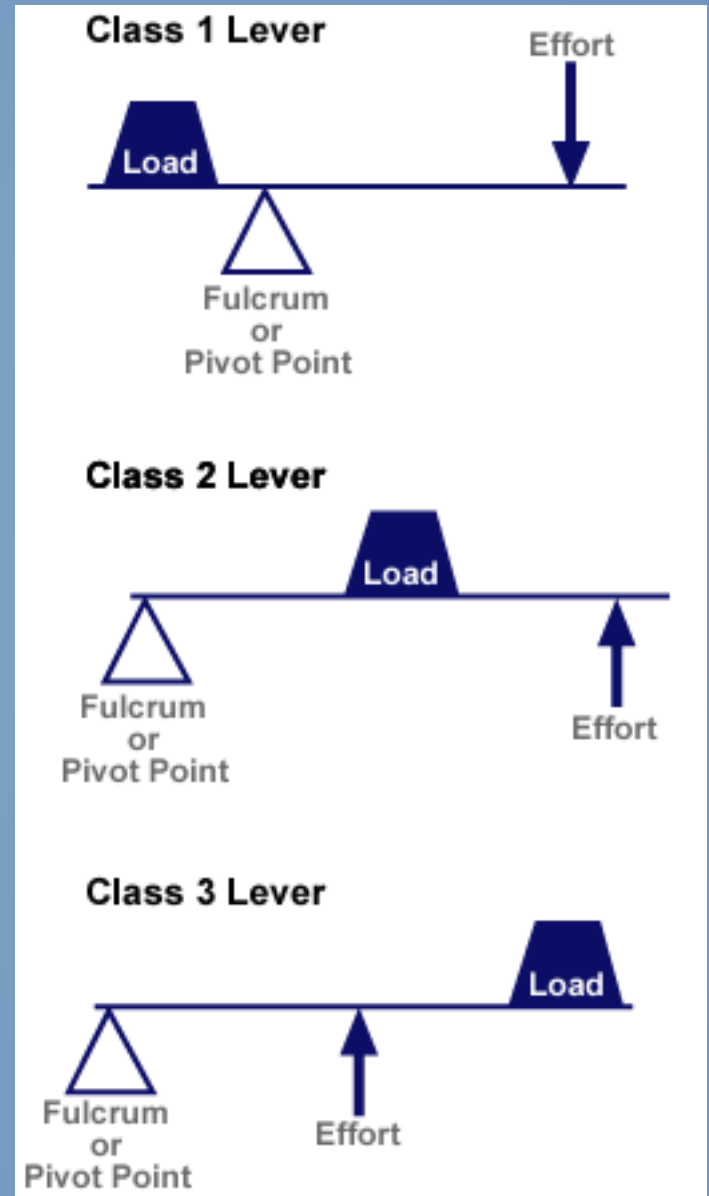 Class 1 Lever
Effort
Load
Fulcrum
or
Pivot Point
Class 2 Lever
Load
Fulcrum
or
Pivot Point
Effort
Class 3 Lever
Load
Fulcrum
or
Pivot Point
Effort